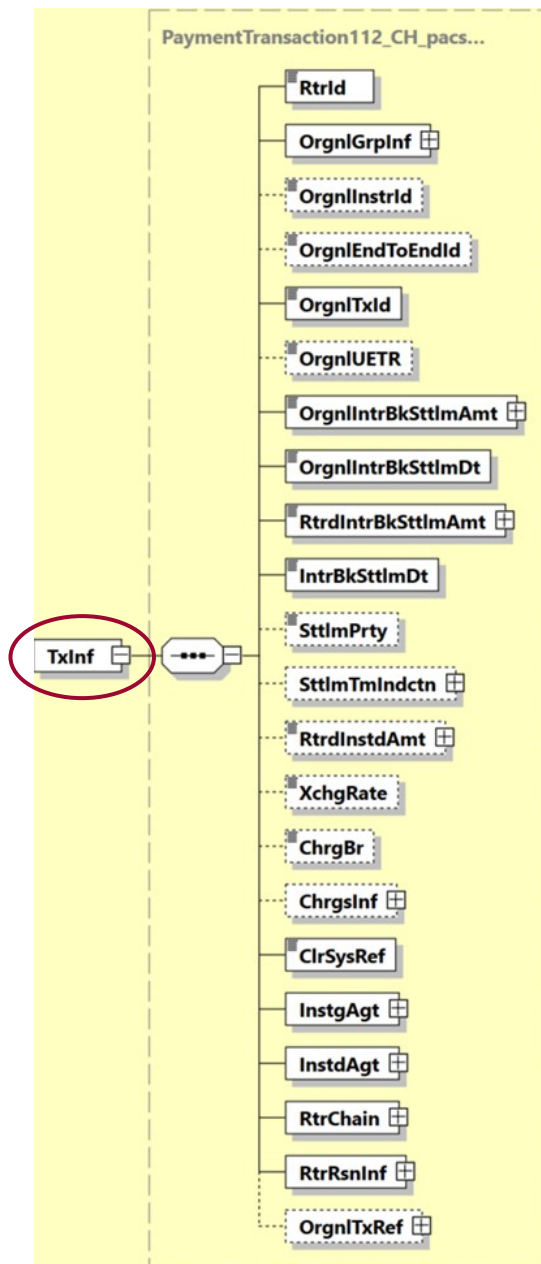 PaymentTransaction112_CH_pacs...
RtrId
OrgnlGrpInf
OrgnlInstrId
OrgnlEndToEndId
OrgnlTxId
OrgnlUETR
OrgnlIntrBkSttlmAmt
OrgnlIntrBkSttlmDt
RtrdIntrBkSttlmAmt
IntrBkSttlmDt
TxInf
SttlmPrty
SttlmTmIndctn
RtrdInstdAmt
XchgRate
ChrgBr
ChrgsInf
ClrSysRef
InstgAgt
InstdAgt
RtrChain
RtrRsnInf
OrgnlTxRef